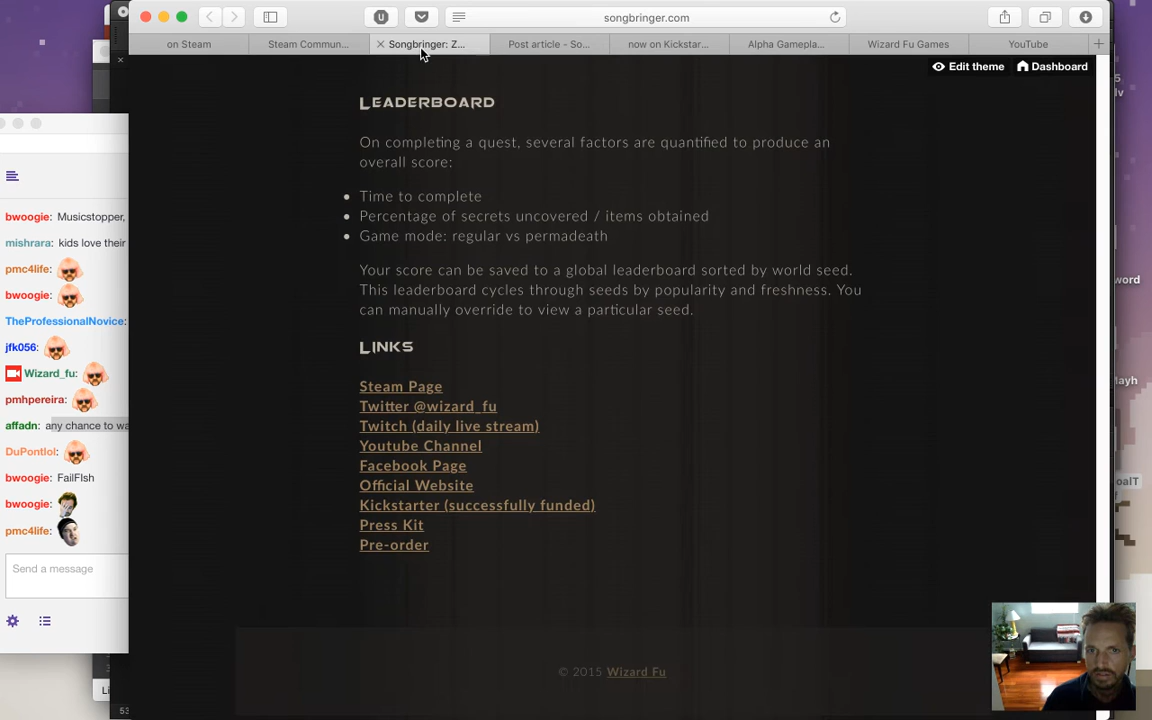 songbringer.com
on Steam
Steam Commun...
Songbringer: Z...
Post article - So...
now on Kickstar...
Alpha Gamepla...
Wizard Fu Games
YouTube
Edit theme
Dashboard
Leaderboard
On completing a quest, several factors are quantified to produce an
overall score:
Time to complete
Percentage of secrets uncovered / items obtained
Game mode: regular vs permadeath
Your score can be saved to a global leaderboard sorted by world seed.
This leaderboard cycles through seeds by popularity and freshness. You
can manually override to view a particular seed.
Links
Steam Page
Twitter @wizard_fu
Twitch (daily live stream)
Youtube Channel
Facebook Page
Official Website
Kickstarter (successfully funded)
Press Kit
Pre-order
© 2015 Wizard Fu
bwoogie: Musicstopper,
mishrara: kids love their
pmc4life:
bwoogie:
TheProfessionalNovice:
jfk056:
Wizard_fu:
pmhpereira:
affadn: any chance to wa
DuPontlol:
bwoogie: FailFIsh
bwoogie:
pmc4life:
Send a message
Li
53